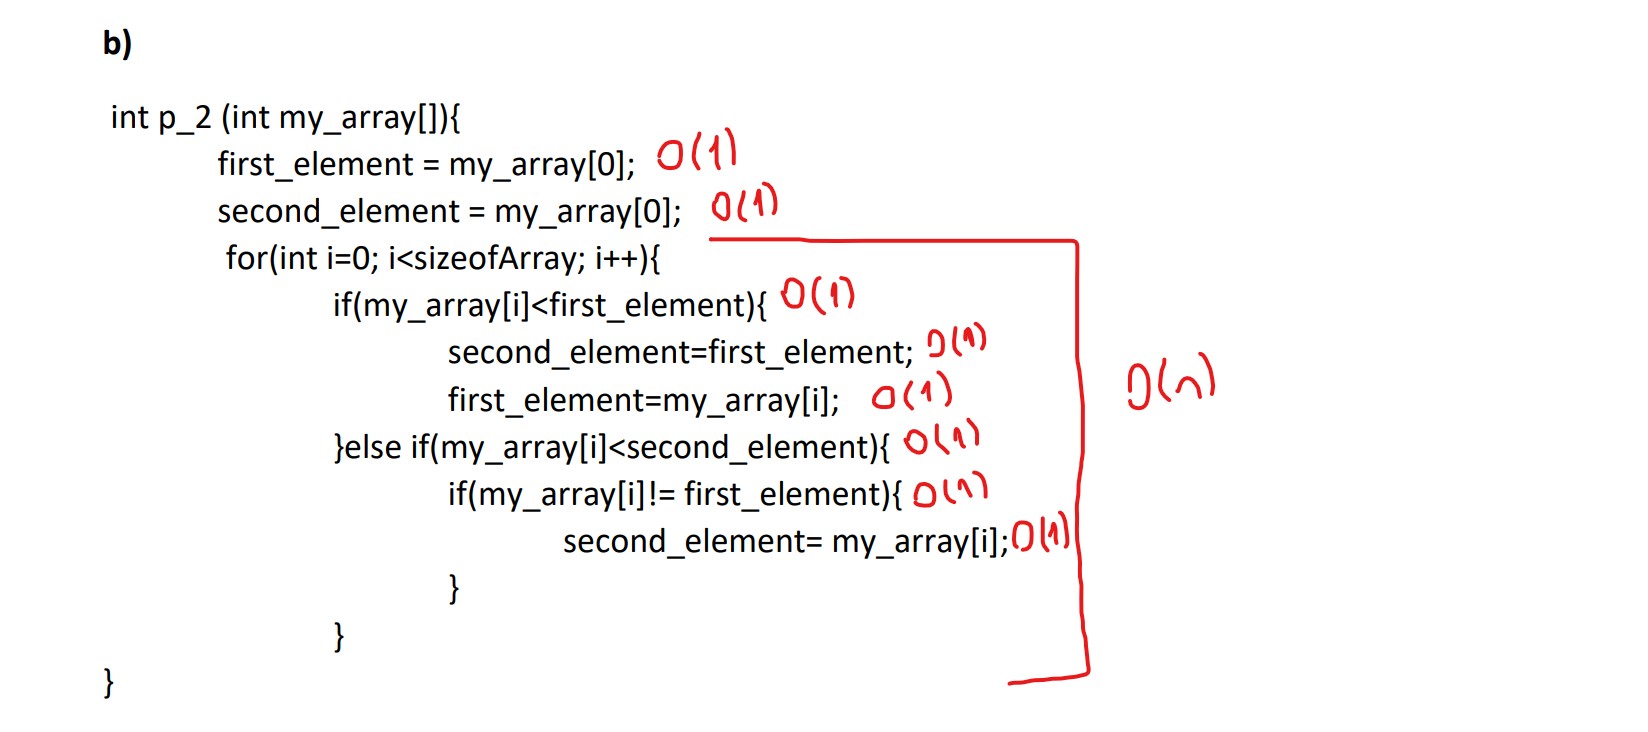 b)
int p_2 (int my_array[]){
first_element = my_array[0]; O(1)
second_element = my_array[0]; O(1)
for(int i=0; i<sizeofArray; i++){
if(my_array[i]<first_element){ O(1)
second_element=first_element; O(1)
first_element=my_array[i]; O(1)
O(n)
}else if(my_array[i]<second_element){ O(1)
if(my_array[i]!= first_element){ O(1)
second_element= my_array[i]; O(1)
}
}
}